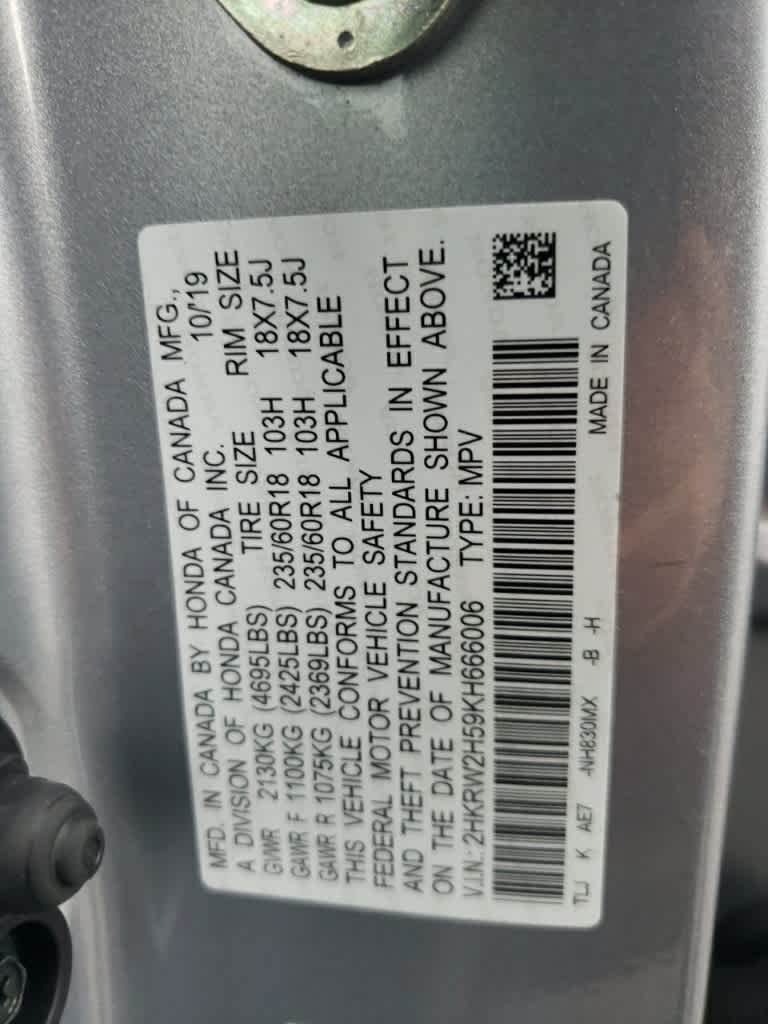 MFD. IN CANADA BY HONDA OF CANADA MFG.,
A DIVISION OF HONDA CANADA INC. 10/'19
GVWR 2130KG (4695LBS) TIRE SIZE RIM SIZE
GAWR F 1100KG (2425LBS) 235/60R18 103H 18X7.5J
GAWR R 1075KG (2369LBS) 235/60R18 103H 18X7.5J
THIS VEHICLE CONFORMS TO ALL APPLICABLE
FEDERAL MOTOR VEHICLE SAFETY
AND THEFT PREVENTION STANDARDS IN EFFECT
ON THE DATE OF MANUFACTURE SHOWN ABOVE.
V.I.N.: 2HKRW2H59KH666006 TYPE: MPV
TLJ K AE7 -NH830MX -B -H MADE IN CANADA